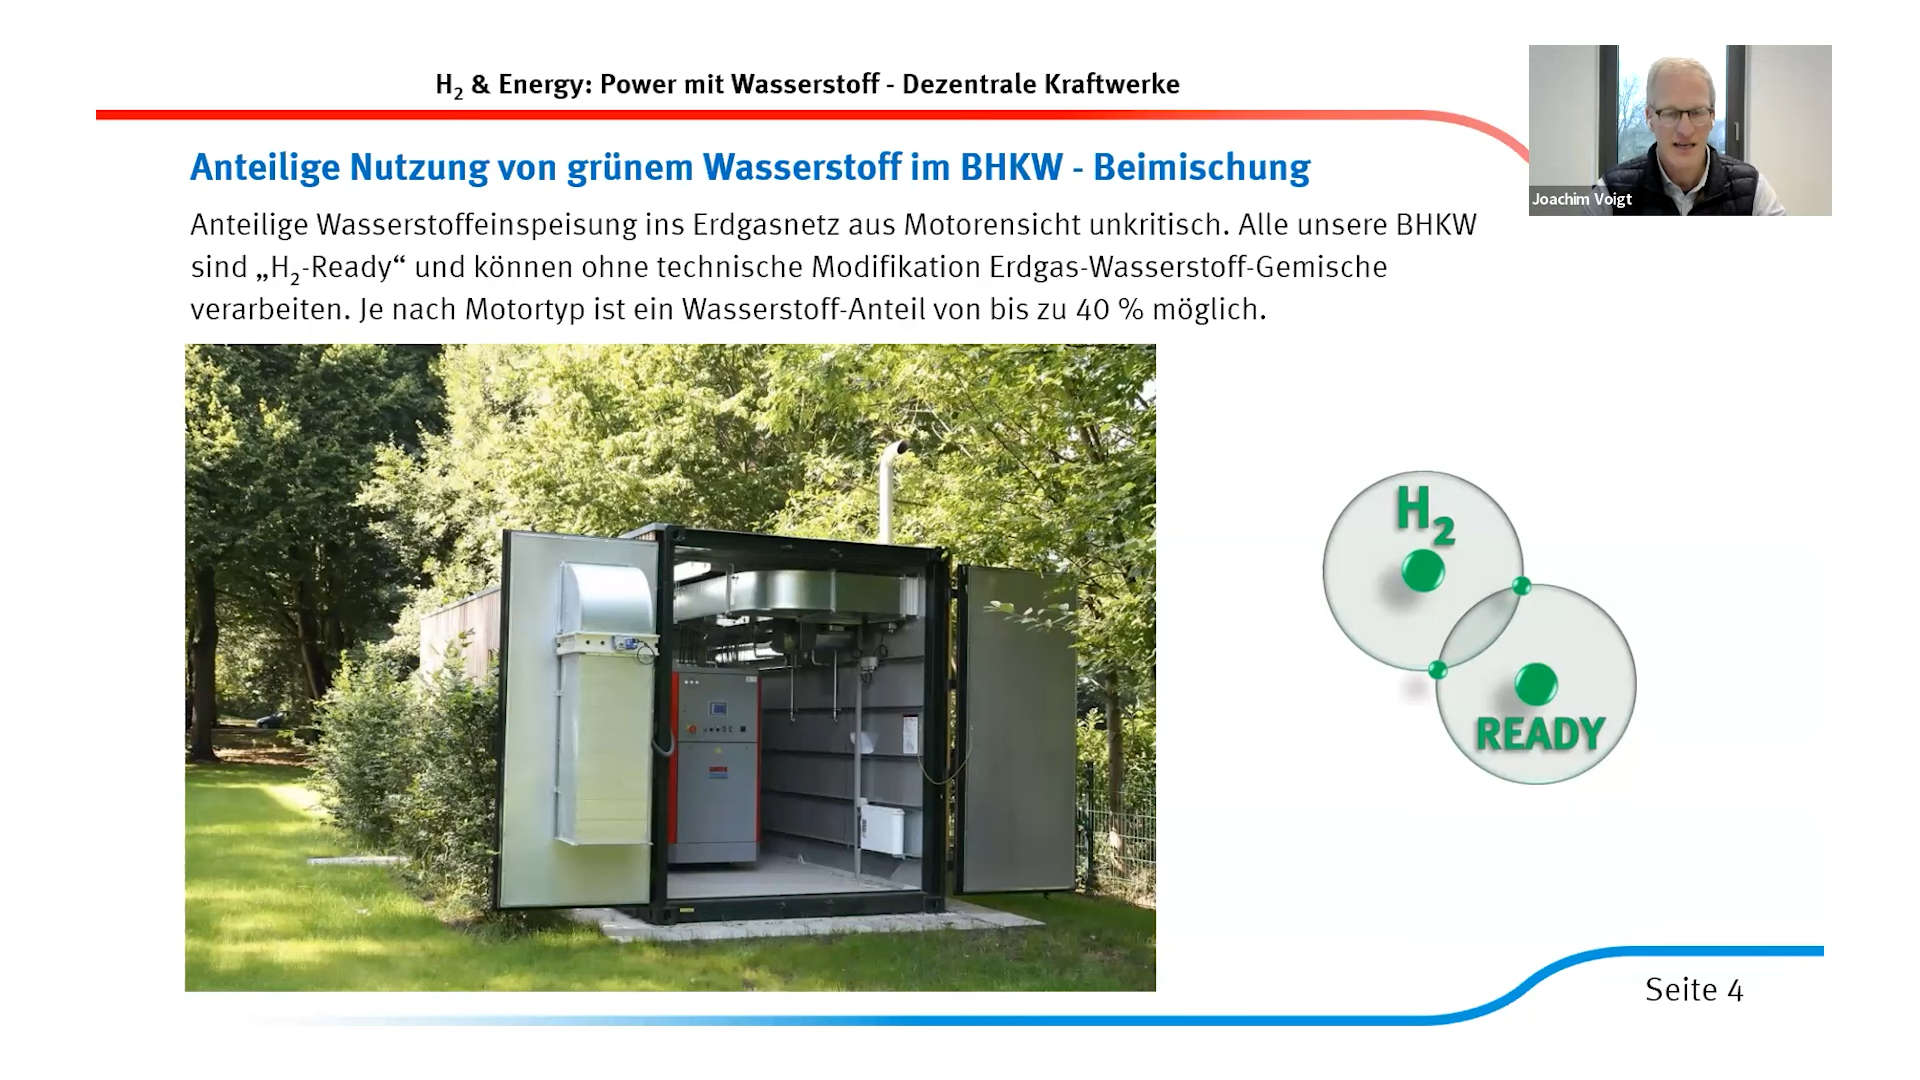 H₂ & Energy: Power mit Wasserstoff - Dezentrale Kraftwerke
Joachim Voigt
Anteilige Nutzung von grünem Wasserstoff im BHKW - Beimischung
Anteilige Wasserstoffeinspeisung ins Erdgasnetz aus Motorensicht unkritisch. Alle unsere BHKW
sind „H₂-Ready“ und können ohne technische Modifikation Erdgas-Wasserstoff-Gemische
verarbeiten. Je nach Motortyp ist ein Wasserstoff-Anteil von bis zu 40 % möglich.
H₂
READY
Seite 4